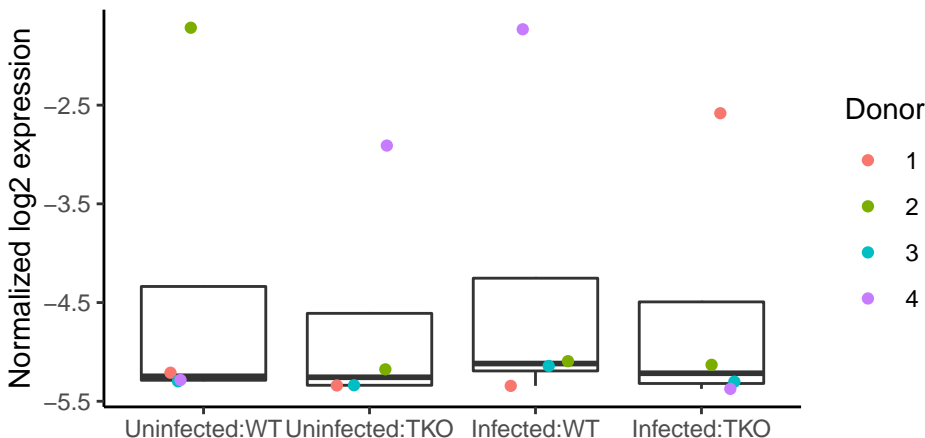 Normalized log2 expression
−2.5
−3.5
−4.5
−5.5
Uninfected:WT
Uninfected:TKO
Infected:WT
Infected:TKO
Donor
1
2
3
4